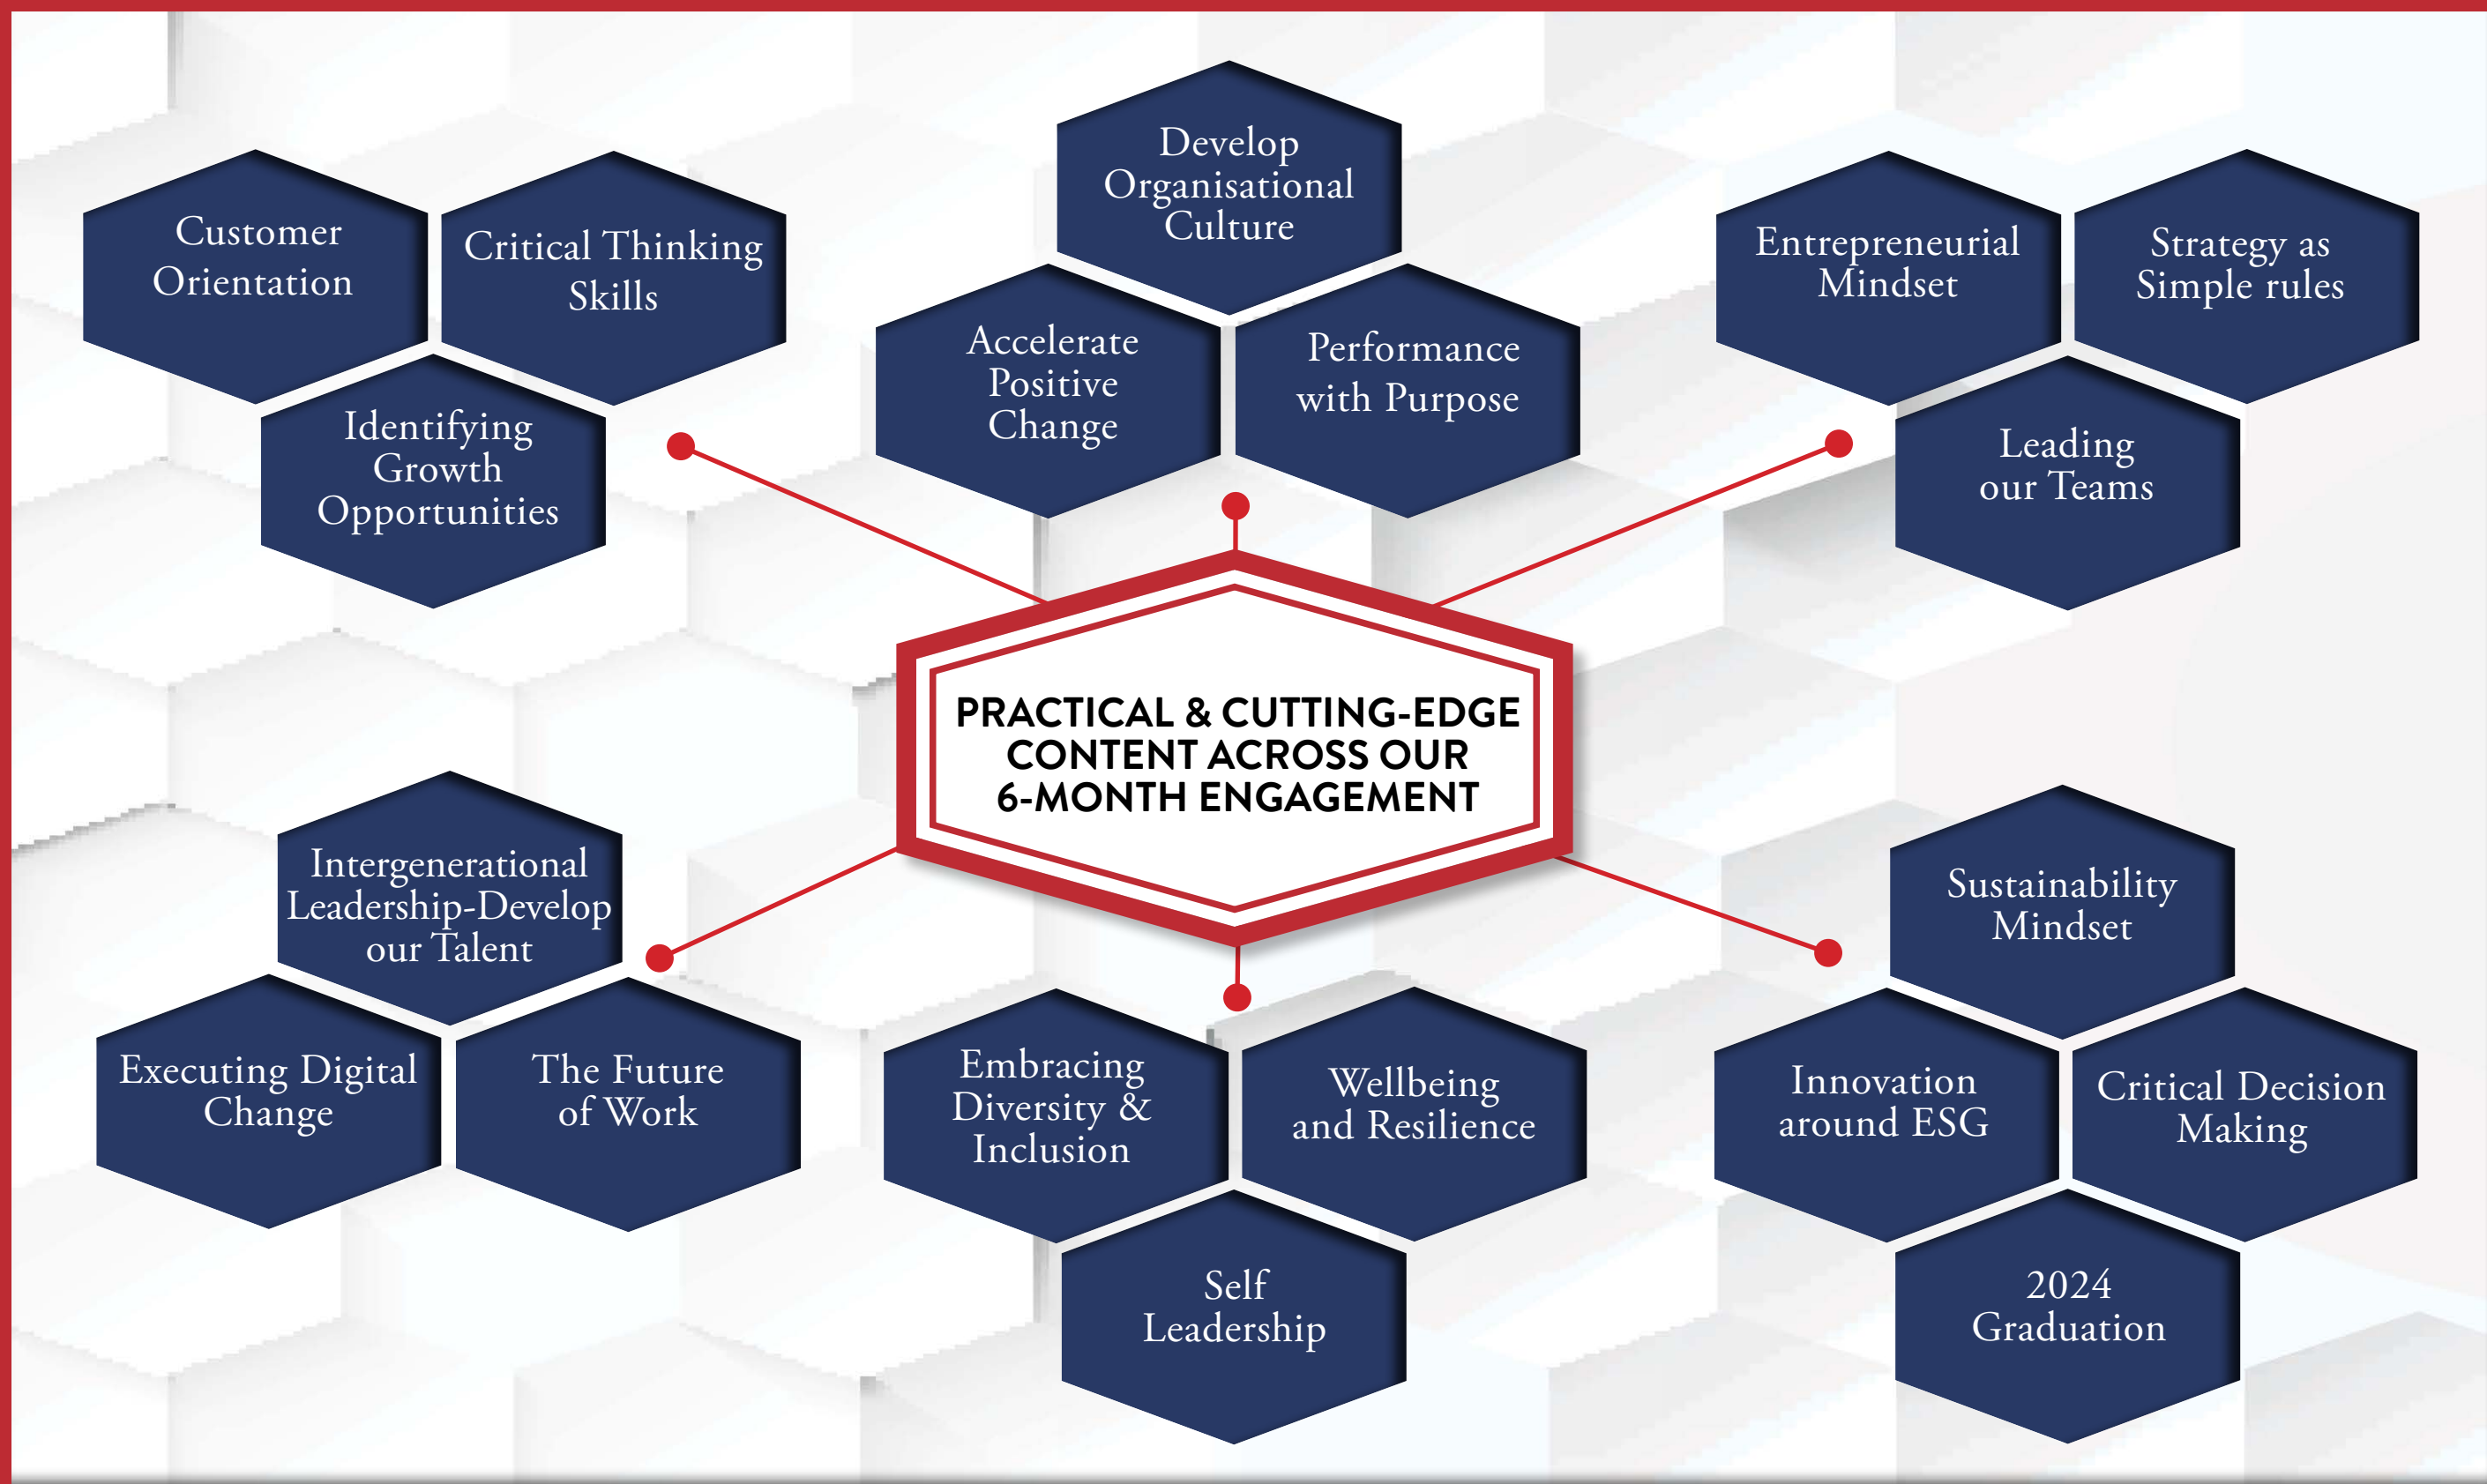 Customer
Orientation
Critical Thinking
Skills
Identifying
Growth
Opportunities
Develop
Organisational
Culture
Accelerate
Positive
Change
Performance
with Purpose
Entrepreneurial
Mindset
Strategy as
Simple rules
Leading
our Teams
PRACTICAL & CUTTING-EDGE
CONTENT ACROSS OUR
6-MONTH ENGAGEMENT
Intergenerational
Leadership-Develop
our Talent
Executing Digital
Change
The Future
of Work
Embracing
Diversity &
Inclusion
Wellbeing
and Resilience
Self
Leadership
Sustainability
Mindset
Innovation
around ESG
Critical Decision
Making
2024
Graduation